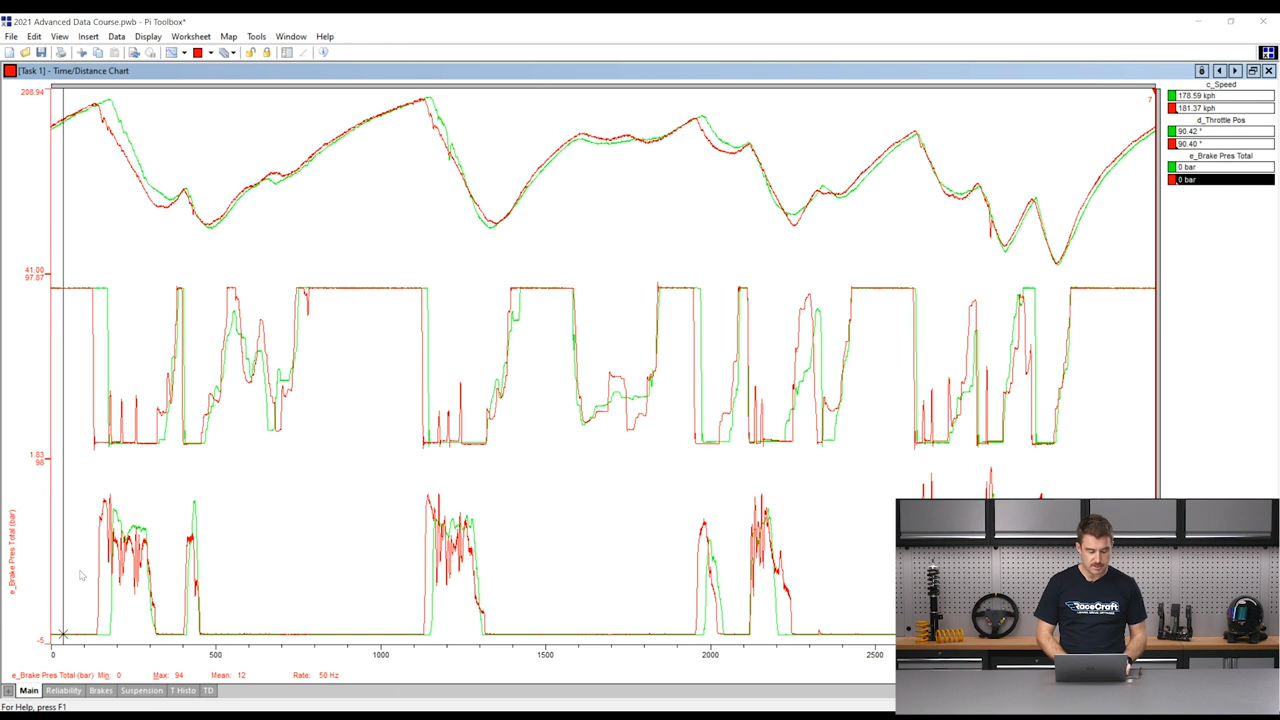 2021 Advanced Data Course.pwb - Pi Toolbox*
File Edit View Insert Data Display Worksheet Map Tools Window Help
[Task 1] - Time/Distance Chart
208.94
7
c_Speed
178.59 kph
181.37 kph
d_Throttle Pos
90.42 °
90.40 °
e_Brake Pres Total
0 bar
0 bar
41.00
97.87
1.83
98
e_Brake Pres Total (bar)
-5
0 500 1000 1500 2000 2500
e_Brake Pres Total (bar) Min: 0 Max: 94 Mean: 12 Rate: 50 Hz
Main Reliability Brakes Suspension T Histo TD
For Help, press F1
RaceCraft